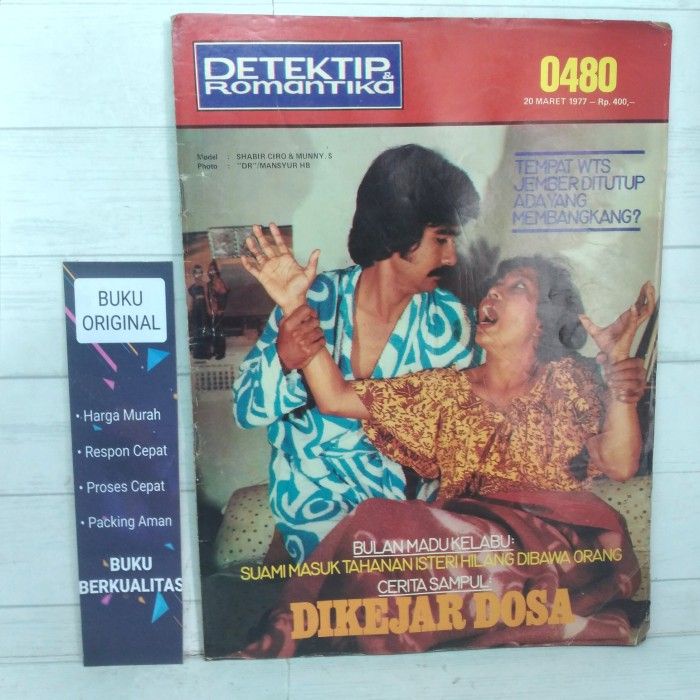 DETEKTIP
& ROMANTIKA
0480
20 MARET 1977 – Rp. 400,–
Model : SHABIR CIRO & MUNNY. S
Photo : "DR"/MANSYUR HB
TEMPAT WTS
JEMBER DITUTUP
ADA YANG
MEMBANGKANG?
BUKU
ORIGINAL
• Harga Murah
• Respon Cepat
• Proses Cepat
• Packing Aman
BUKU
BERKUALITAS
BULAN MADU KELABU:
SUAMI MASUK TAHANAN ISTERI HILANG DIBAWA ORANG
CERITA SAMPUL:
DIKEJAR DOSA